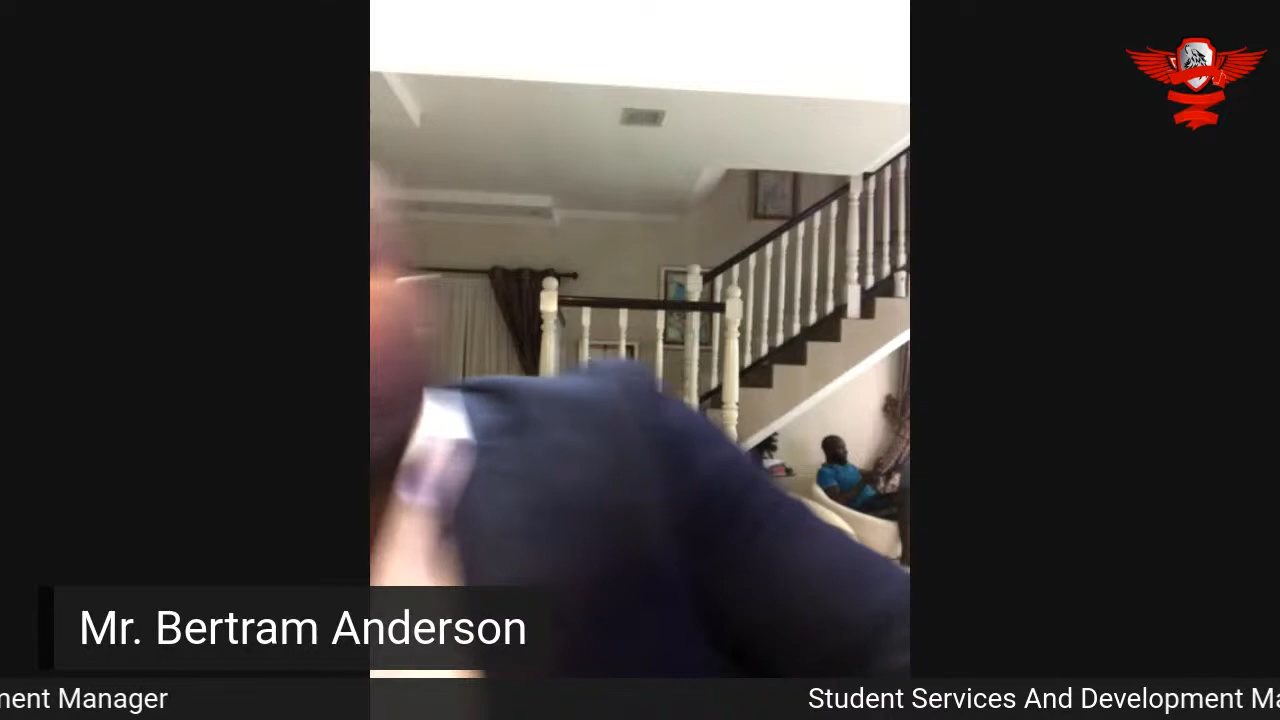 Mr. Bertram Anderson
ment Manager
Student Services And Development Ma